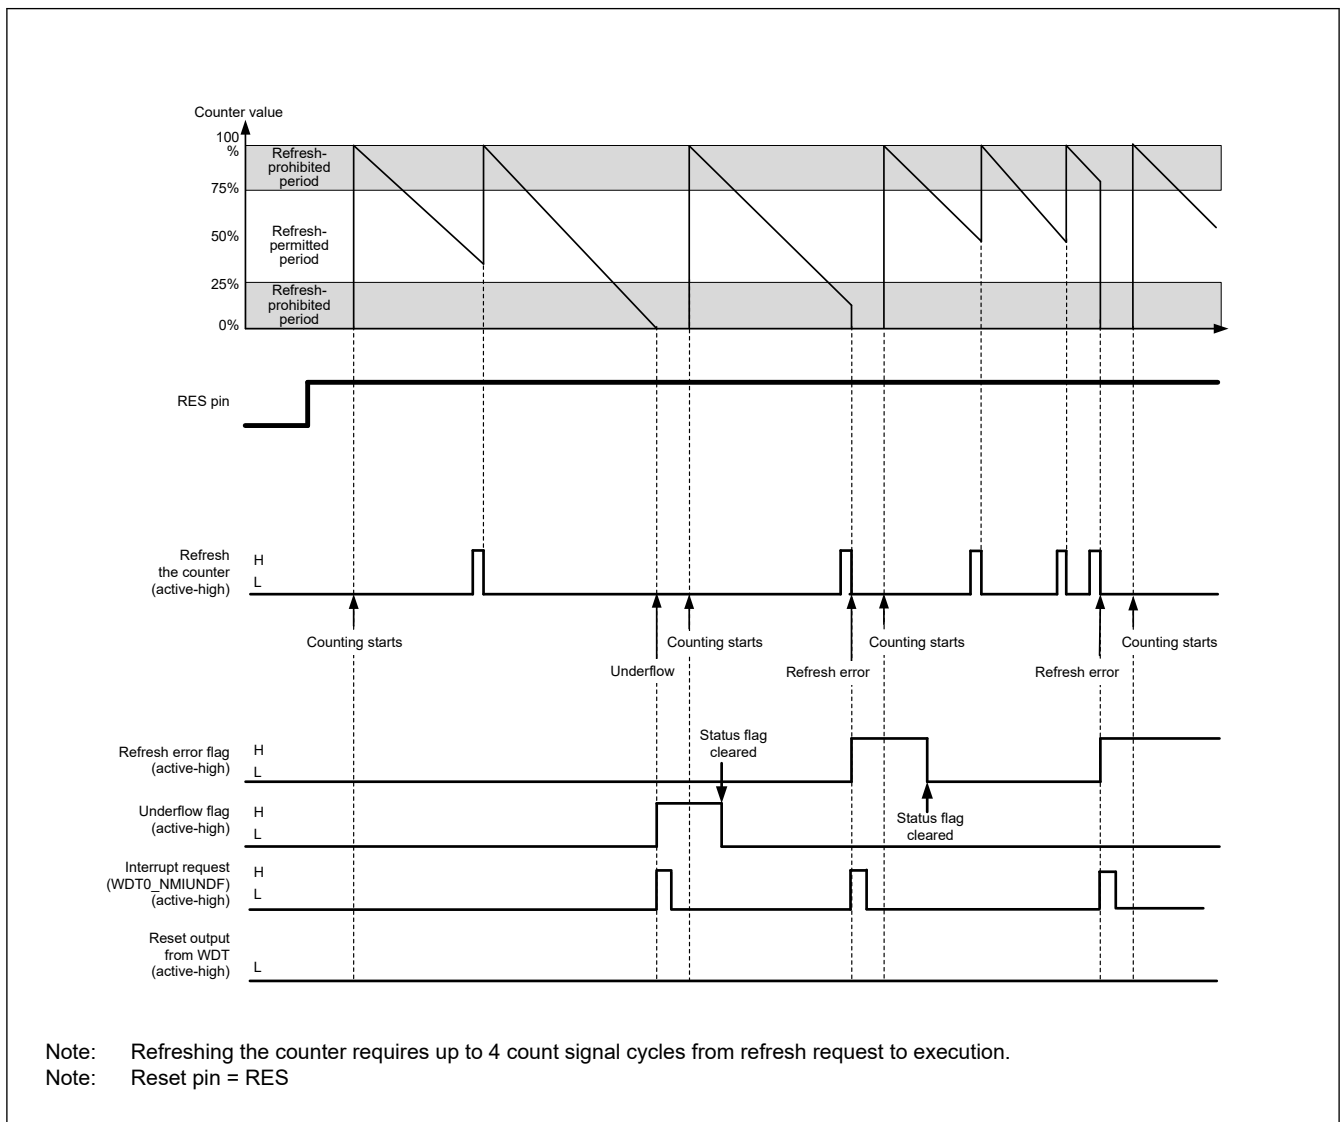 Counter value
100
%
Refresh-
prohibited
period
75%
50%
Refresh-
permitted
period
25%
Refresh-
prohibited
period
0%
RES pin
Refresh
the counter
(active-high)
H
L
Counting starts
Counting starts
Counting starts
Counting starts
Underflow
Refresh error
Refresh error
Status flag
cleared
Refresh error flag
(active-high)
H
L
Underflow flag
(active-high)
H
L
Status flag
cleared
Interrupt request
(WDT0_NMIUNDF)
(active-high)
H
L
Reset output
from WDT
(active-high)
L
Note: Refreshing the counter requires up to 4 count signal cycles from refresh request to execution.
Note: Reset pin = RES